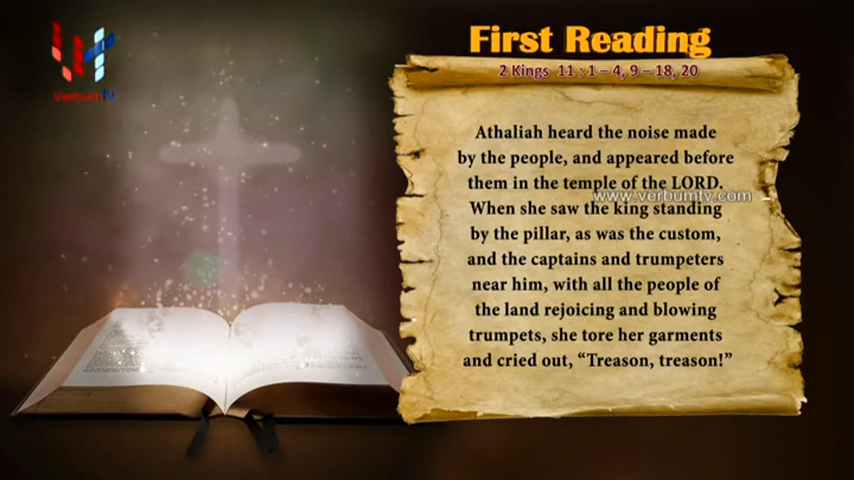 Verbumtv
First Reading
2 Kings 11 : 1 – 4, 9 – 18, 20
Athaliah heard the noise made
by the people, and appeared before
them in the temple of the LORD.
www.verbumtv.com
When she saw the king standing
by the pillar, as was the custom,
and the captains and trumpeters
near him, with all the people of
the land rejoicing and blowing
trumpets, she tore her garments
and cried out, “Treason, treason!”